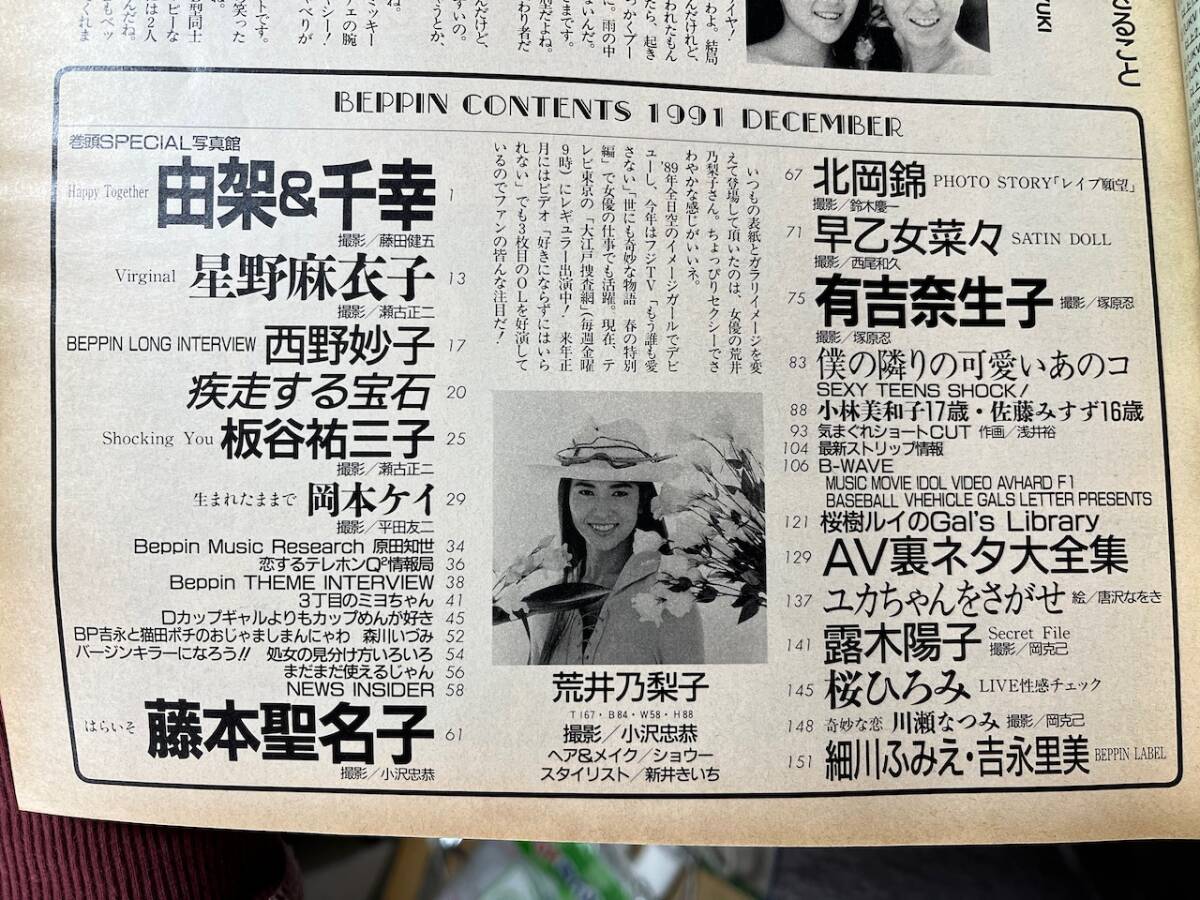 BEPPIN CONTENTS 1991 DECEMBER
巻頭SPECIAL写真館
Happy Together 由架&千幸 1
撮影／藤田健五
Virginal 星野麻衣子 13
撮影／瀬古正二
BEPPIN LONG INTERVIEW 西野妙子 17
疾走する宝石 20
Shocking You 板谷祐三子 25
撮影／瀬古正二
生まれたままで 岡本ケイ 29
撮影／平田友二
Beppin Music Research 原田知世 34
恋するテレホンQ²情報局 36
Beppin THEME INTERVIEW 38
3丁目のミヨちゃん 41
Dカップギャルよりもカップめんが好き 45
BP吉永と猫田ポチのおじゃましまんにゃわ 森川いづみ 52
バージンキラーになろう!! 処女の見分け方いろいろ 54
まだまだ使えるじゃん 56
NEWS INSIDER 58
はらいそ 藤本聖名子 61
撮影／小沢忠恭
いつもの表紙とガラリイメージを変
えて登場して頂いたのは、女優の荒井
乃梨子さん。ちょっぴりセクシーでさ
わやかな感じがいいネ。
'89年全日空のイメージガールでデビ
ューし、今年はフジTV「もう誰も愛
さない」「世にも奇妙な物語 春の特別
編」で女優の仕事でも活躍。現在、テ
レビ東京の「大江戸捜査網」(毎週金曜
9時)にレギュラー出演中! 来年正
月にはビデオ「好きにならずにはいら
れない」でも3枚目のOLを好演して
いるのでファンの皆んな注目だ!
荒井乃梨子
T167・B84・W58・H88
撮影／小沢忠恭
ヘア&メイク／ショウー
スタイリスト／新井きいち
67 北岡錦 PHOTO STORY「レイプ願望」
撮影／鈴木慶一
71 早乙女菜々 SATIN DOLL
撮影／西尾和久
75 有吉奈生子 撮影／塚原忍
撮影／塚原忍
83 僕の隣りの可愛いあのコ
SEXY TEENS SHOCK!
88 小林美和子17歳・佐藤みすず16歳
93 気まぐれショートCUT 作画／浅井裕
104 最新ストリップ情報
106 B-WAVE
MUSIC MOVIE IDOL VIDEO AVHARD F1
BASEBALL VHEHICLE GALS LETTER PRESENTS
121 桜樹ルイのGal's Library
129 AV裏ネタ大全集
137 ユカちゃんをさがせ 絵／唐沢なをき
141 露木陽子 Secret File
撮影／岡克己
145 桜ひろみ LIVE性感チェック
148 奇妙な恋 川瀬なつみ 撮影／岡克己
151 細川ふみえ・吉永里美 BEPPIN LABEL